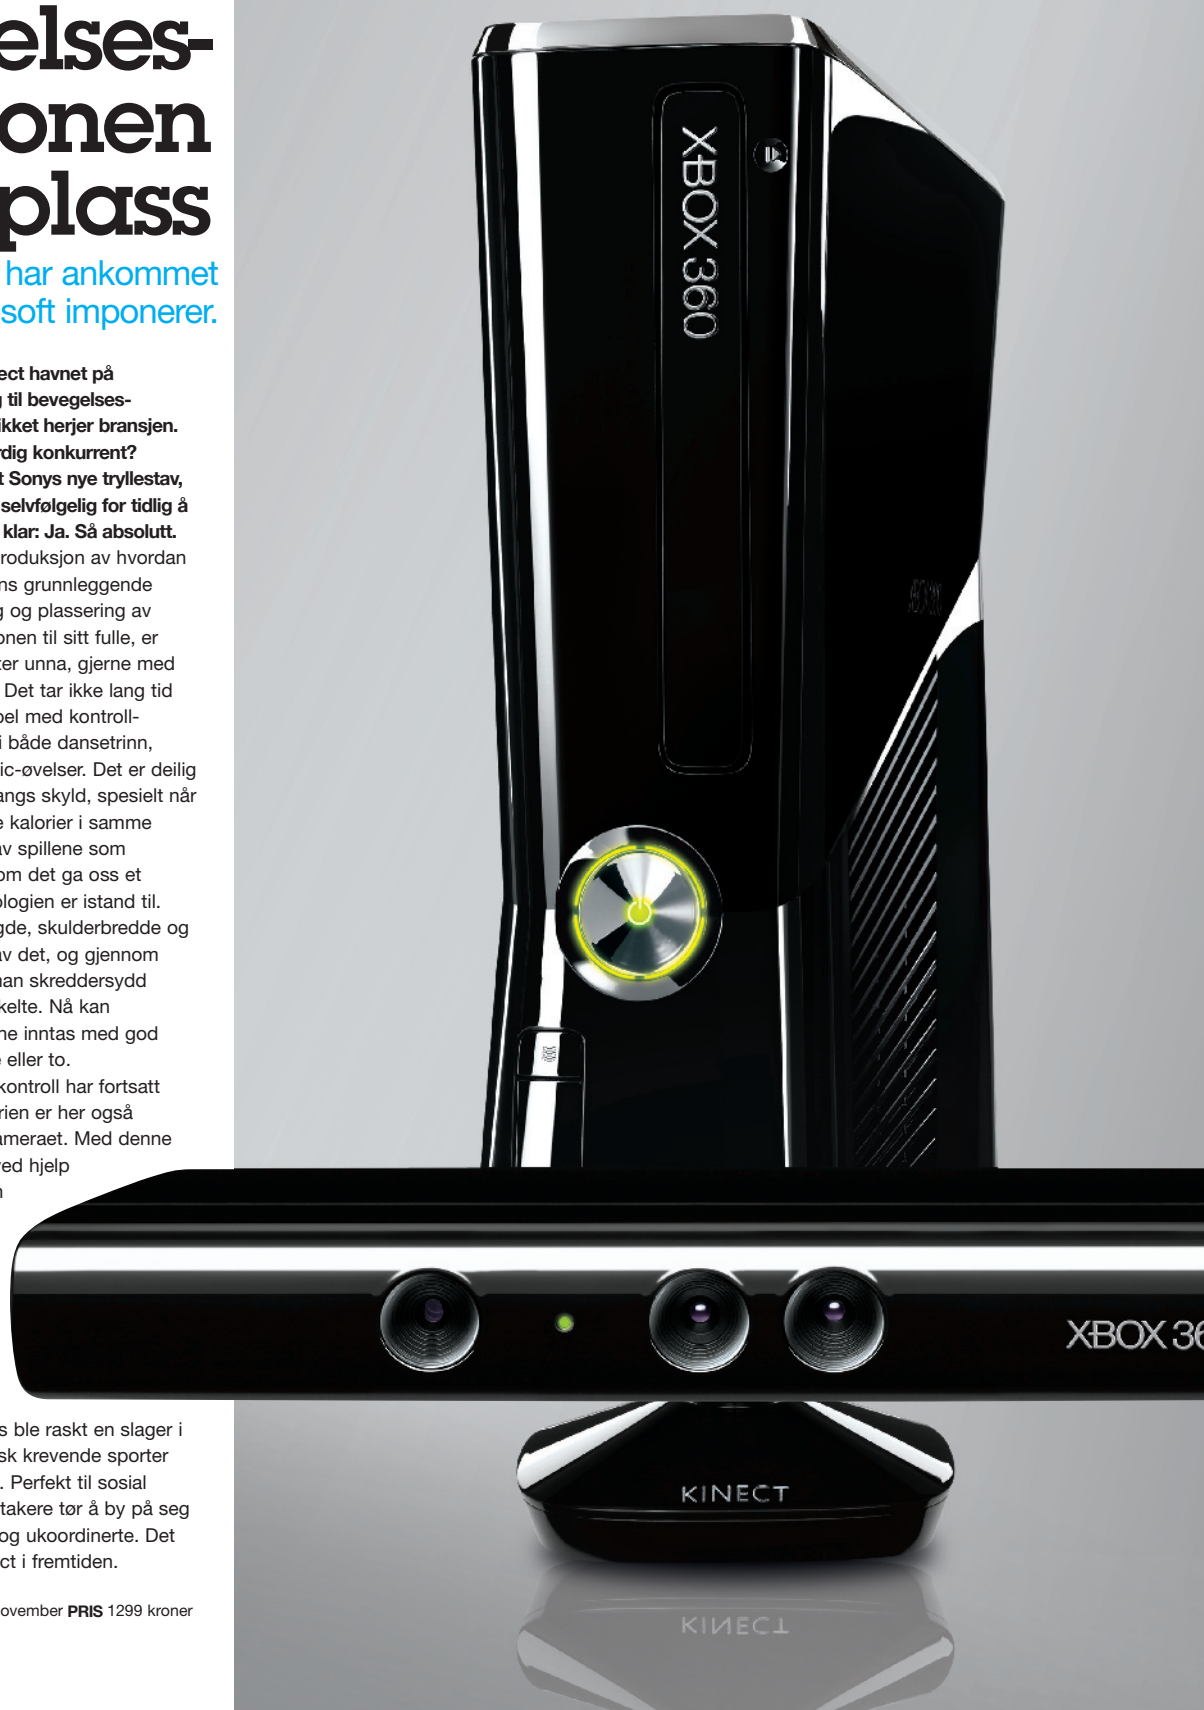 elses-
onen
plass
har ankommet
soft imponerer.
ect havnet på
g til bevegelses-
ikket herjer bransjen.
rdig konkurrent?
t Sonys nye tryllestav,
selvfølgelig for tidlig å
klar: Ja. Så absolutt.
roduksjon av hvordan
ns grunnleggende
g og plassering av
onen til sitt fulle, er
ter unna, gjerne med
Det tar ikke lang tid
pel med kontroll-
i både dansetrinn,
ic-øvelser. Det er deilig
angs skyld, spesielt når
e kalorier i samme
av spillene som
om det ga oss et
ologien er istand til.
gde, skulderbredde og
av det, og gjennom
nan skreddersydd
kelte. Nå kan
ne inntas med god
e eller to.
kontroll har fortsatt
rien er her også
ameraet. Med denne
ved hjelp
n
s ble raskt en slager i
sk krevende sporter
. Perfekt til sosial
takere tør å by på seg
og ukoordinerte. Det
ct i fremtiden.
ovember PRIS 1299 kroner
XBOX 360
XBOX
XBOX 36
KINECT